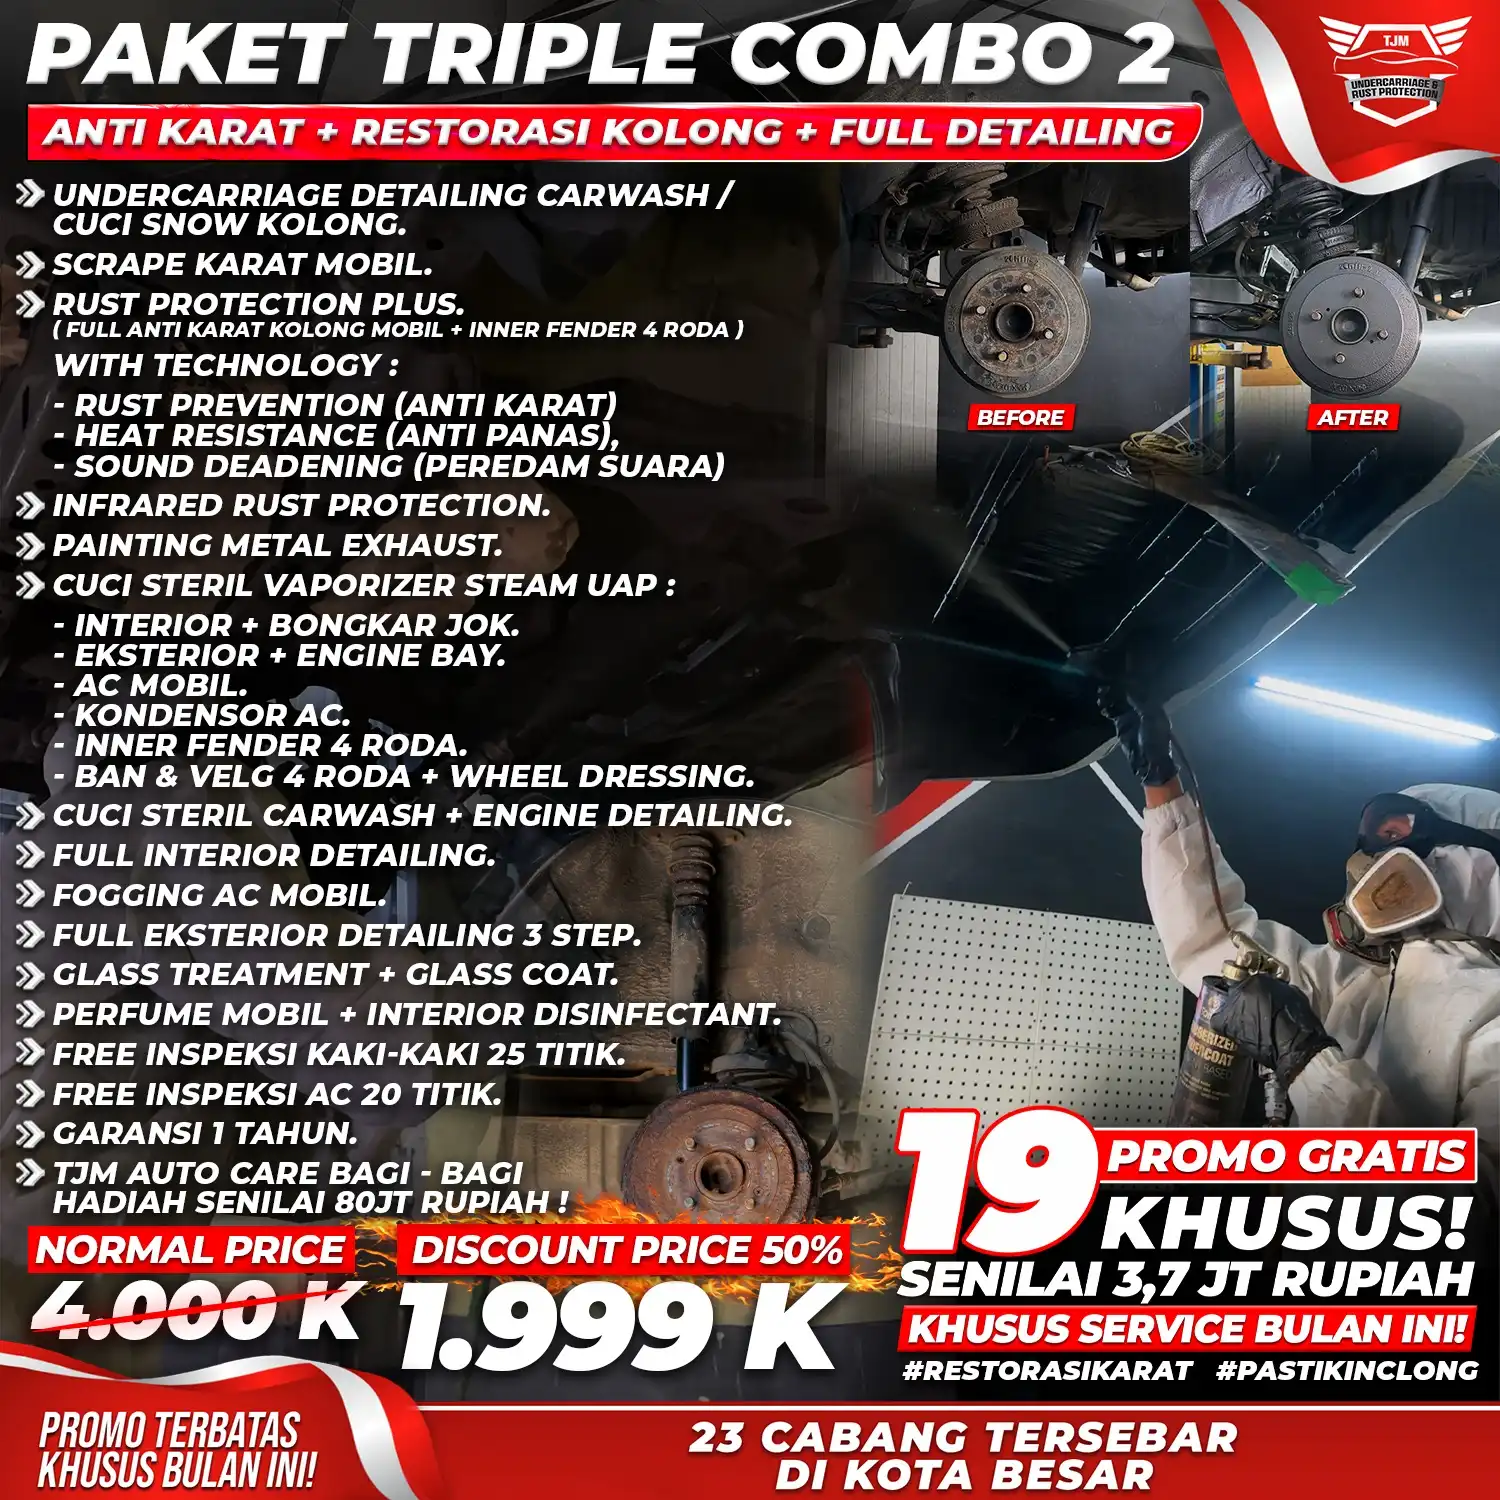 PAKET TRIPLE COMBO 2
TJM
UNDERCARRIAGE &
RUST PROTECTION
ANTI KARAT + RESTORASI KOLONG + FULL DETAILING
UNDERCARRIAGE DETAILING CARWASH /
CUCI SNOW KOLONG.
SCRAPE KARAT MOBIL.
RUST PROTECTION PLUS.
( FULL ANTI KARAT KOLONG MOBIL + INNER FENDER 4 RODA )
WITH TECHNOLOGY :
- RUST PREVENTION (ANTI KARAT)
- HEAT RESISTANCE (ANTI PANAS),
- SOUND DEADENING (PEREDAM SUARA)
BEFORE
AFTER
INFRARED RUST PROTECTION.
PAINTING METAL EXHAUST.
CUCI STERIL VAPORIZER STEAM UAP :
- INTERIOR + BONGKAR JOK.
- EKSTERIOR + ENGINE BAY.
- AC MOBIL.
- KONDENSOR AC.
- INNER FENDER 4 RODA.
- BAN & VELG 4 RODA + WHEEL DRESSING.
CUCI STERIL CARWASH + ENGINE DETAILING.
FULL INTERIOR DETAILING.
FOGGING AC MOBIL.
FULL EKSTERIOR DETAILING 3 STEP.
GLASS TREATMENT + GLASS COAT.
PERFUME MOBIL + INTERIOR DISINFECTANT.
FREE INSPEKSI KAKI-KAKI 25 TITIK.
FREE INSPEKSI AC 20 TITIK.
GARANSI 1 TAHUN.
TJM AUTO CARE BAGI - BAGI
HADIAH SENILAI 80JT RUPIAH !
NORMAL PRICE
4.000 K
DISCOUNT PRICE 50%
1.999 K
19 PROMO GRATIS
KHUSUS!
SENILAI 3,7 JT RUPIAH
KHUSUS SERVICE BULAN INI!
#RESTORASIKARAT #PASTIKINCLONG
PROMO TERBATAS
KHUSUS BULAN INI!
23 CABANG TERSEBAR
DI KOTA BESAR